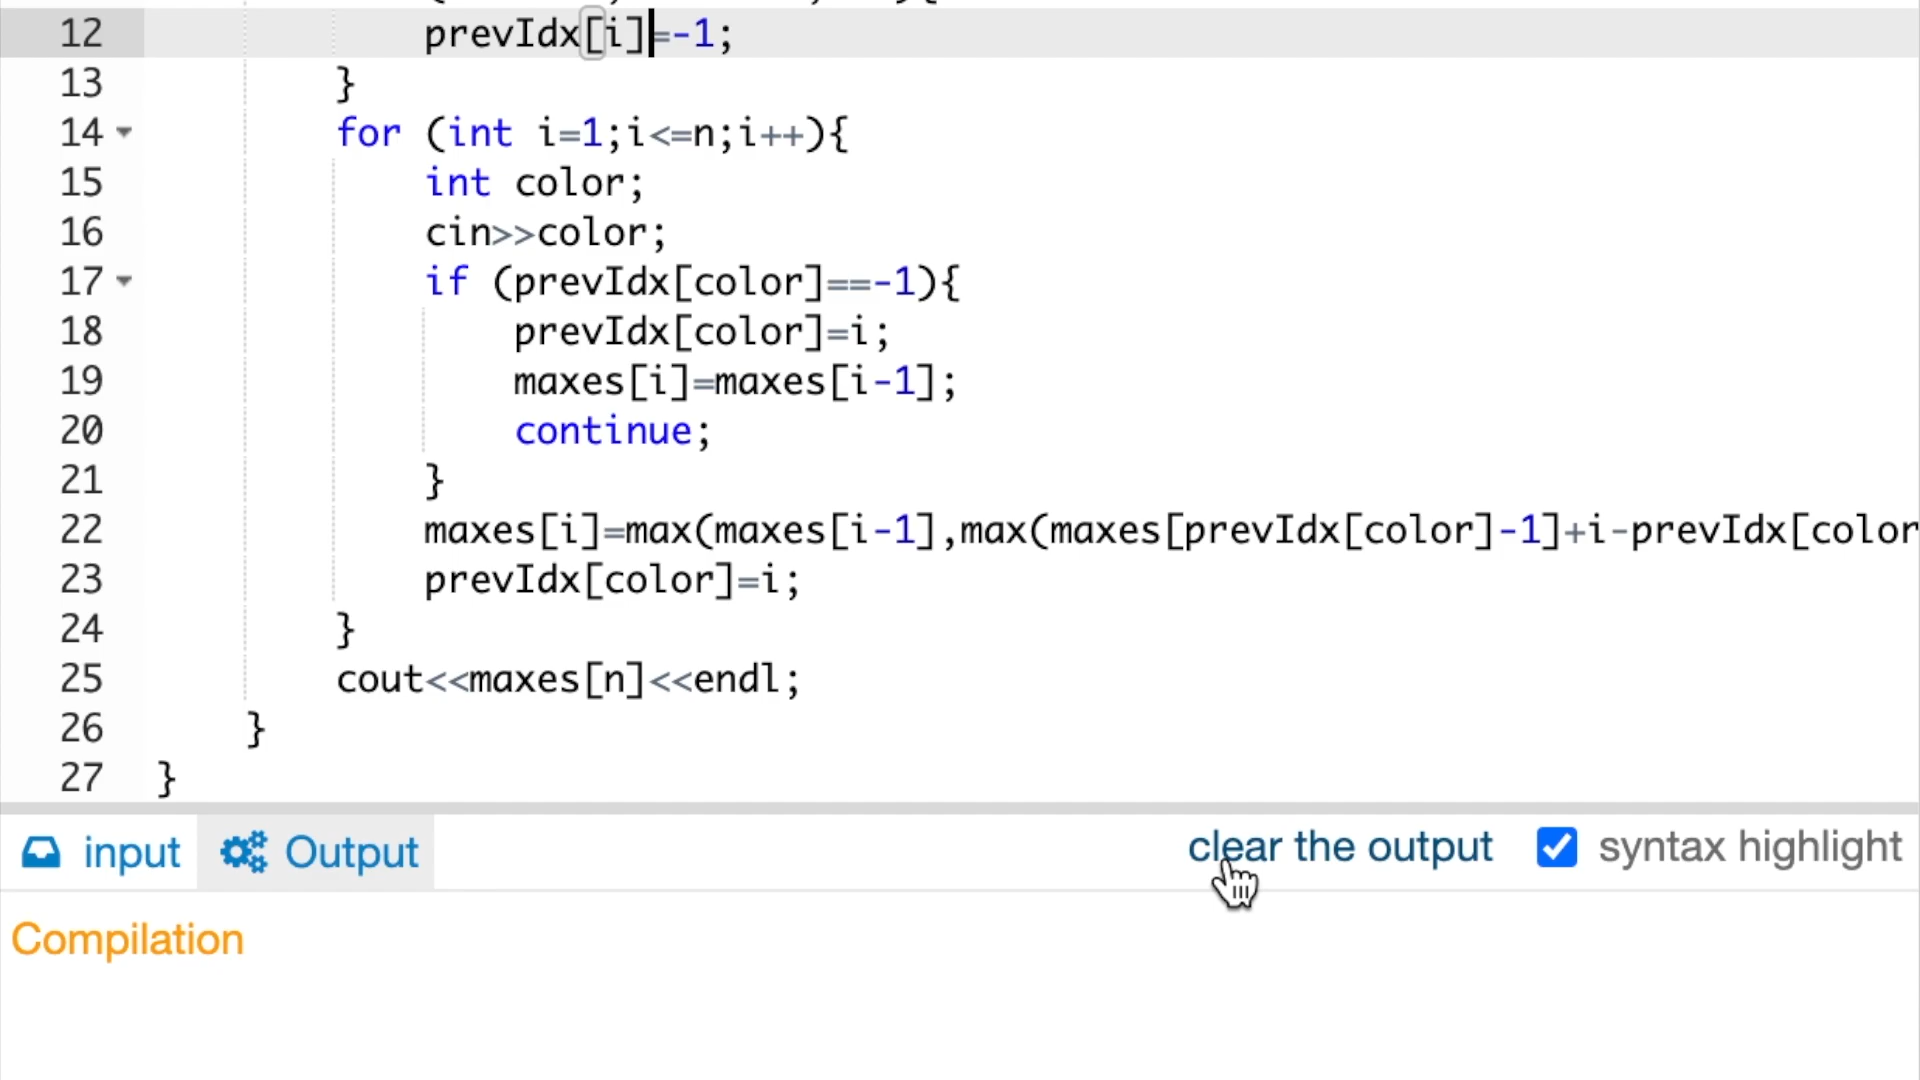 12 prevIdx[i]=-1;
13 }
14 for (int i=1;i<=n;i++){
15 int color;
16 cin>>color;
17 if (prevIdx[color]==-1){
18 prevIdx[color]=i;
19 maxes[i]=maxes[i-1];
20 continue;
21 }
22 maxes[i]=max(maxes[i-1],max(maxes[prevIdx[color]-1]+i-prevIdx[color
23 prevIdx[color]=i;
24 }
25 cout<<maxes[n]<<endl;
26 }
27 }
input Output clear the output syntax highlight
Compilation